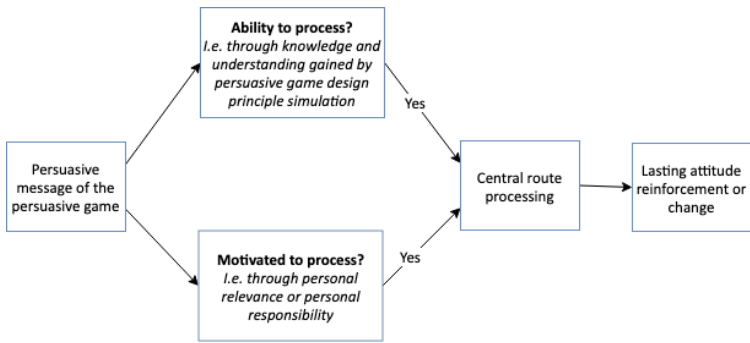 Ability to process?
I.e. through knowledge and
understanding gained by
persuasive game design
principle simulation
Yes
Persuasive
message of the
persuasive game
Central route
processing
Lasting attitude
reinforcement or
change
Motivated to process?
I.e. through personal
relevance or personal
responsibility
Yes